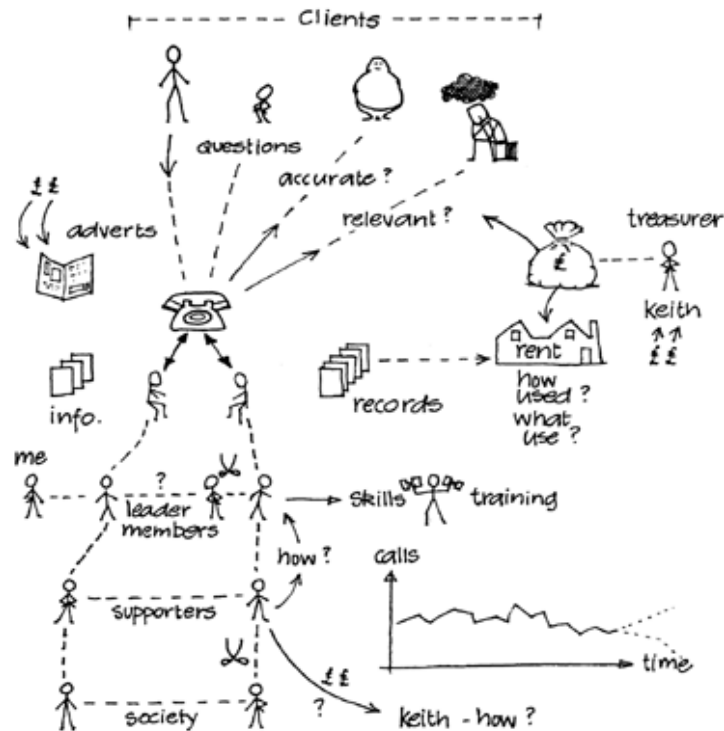 Clients
questions
accurate?
relevant?
£ £
adverts
£
treasurer
keith
£ £
rent
how
used?
what
use?
info.
records
me
?
leader
members
skills
training
how?
supporters
calls
time
££
?
society
keith - how?